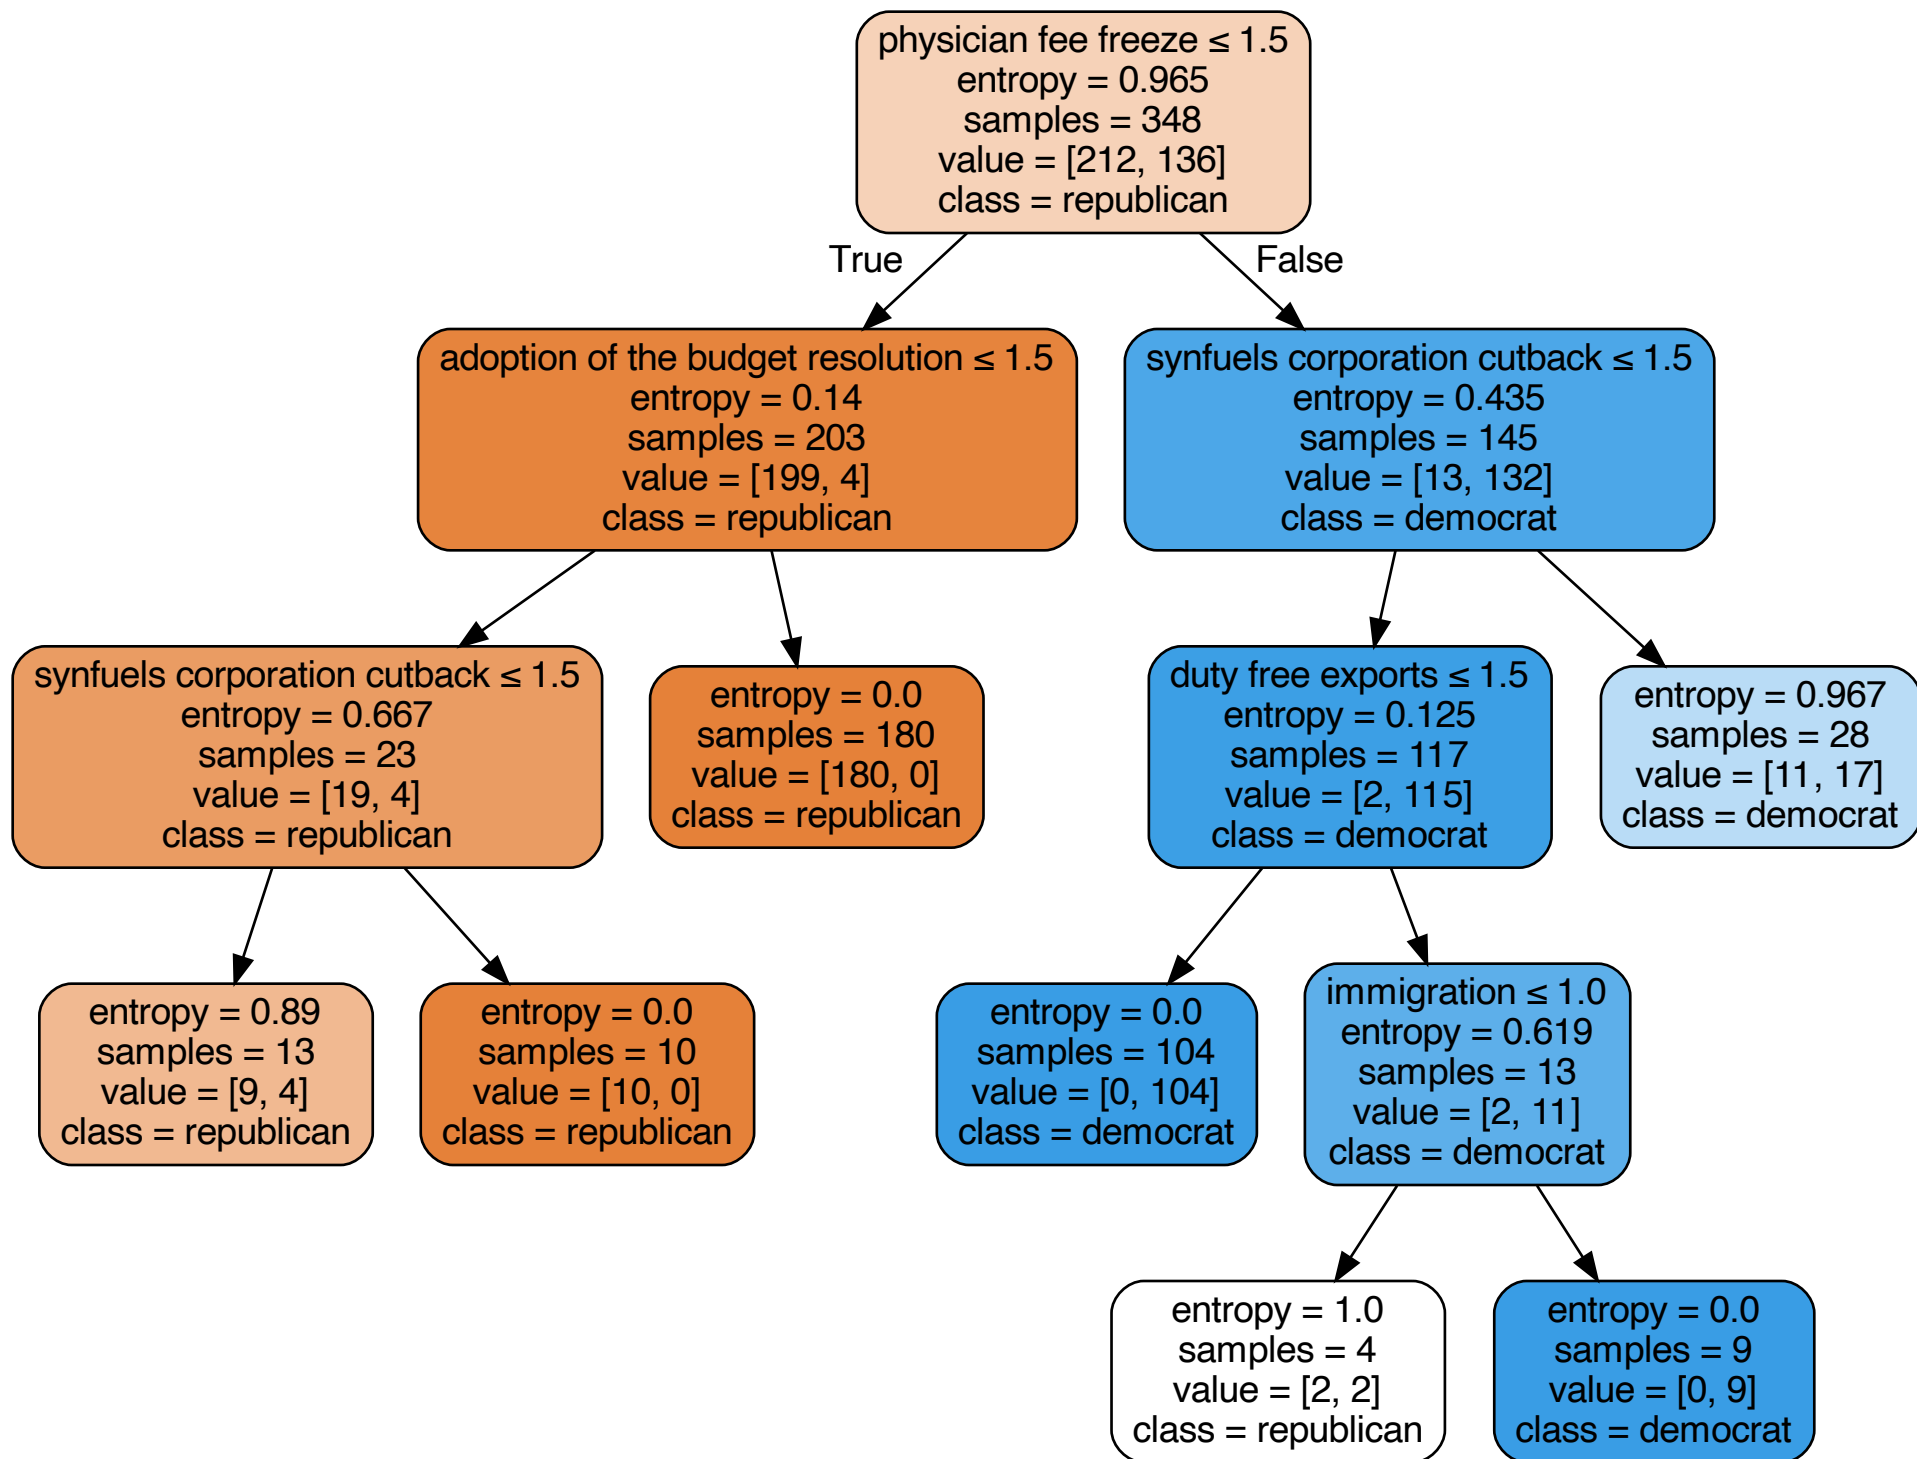 physician fee freeze ≤ 1.5
entropy = 0.965
samples = 348
value = [212, 136]
class = republican
True
False
adoption of the budget resolution ≤ 1.5
entropy = 0.14
samples = 203
value = [199, 4]
class = republican
synfuels corporation cutback ≤ 1.5
entropy = 0.435
samples = 145
value = [13, 132]
class = democrat
synfuels corporation cutback ≤ 1.5
entropy = 0.667
samples = 23
value = [19, 4]
class = republican
entropy = 0.0
samples = 180
value = [180, 0]
class = republican
duty free exports ≤ 1.5
entropy = 0.125
samples = 117
value = [2, 115]
class = democrat
entropy = 0.967
samples = 28
value = [11, 17]
class = democrat
entropy = 0.89
samples = 13
value = [9, 4]
class = republican
entropy = 0.0
samples = 10
value = [10, 0]
class = republican
entropy = 0.0
samples = 104
value = [0, 104]
class = democrat
immigration ≤ 1.0
entropy = 0.619
samples = 13
value = [2, 11]
class = democrat
entropy = 1.0
samples = 4
value = [2, 2]
class = republican
entropy = 0.0
samples = 9
value = [0, 9]
class = democrat